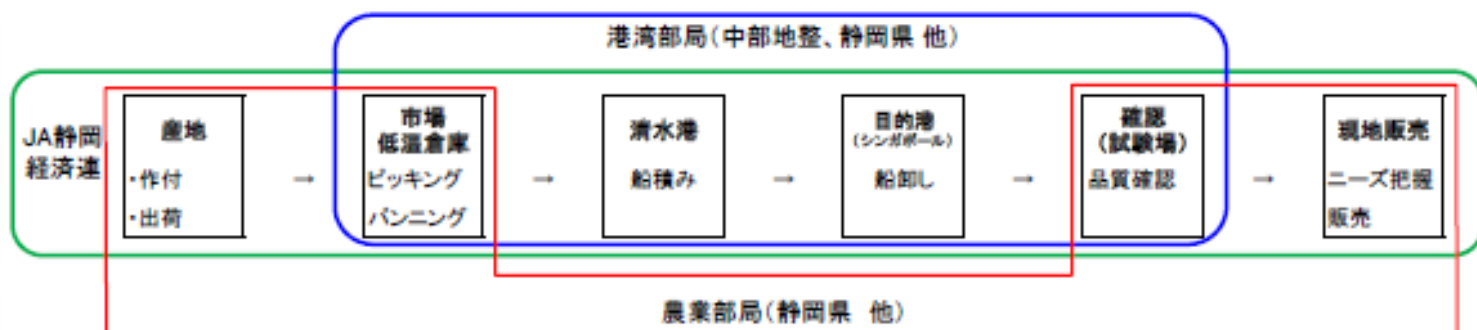 港湾部局(中部地整、静岡県 他)
JA静岡
経済連
産地
・作付
・出荷
→
市場
低温倉庫
ピッキング
バンニング
→
清水港
船積み
→
目的港
(シンガポール)
船卸し
→
確認
(試験場)
品質確認
→
現地販売
ニーズ把握
販売
農業部局(静岡県 他)